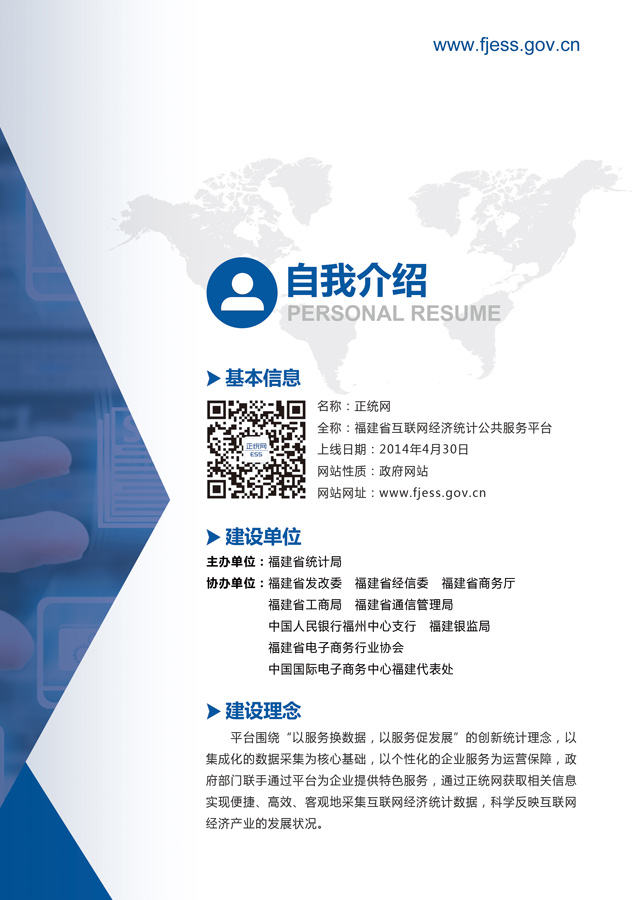 www.fjess.gov.cn
自我介绍
PERSONAL RESUME
基本信息
正统网
ESS
名称：正统网
全称：福建省互联网经济统计公共服务平台
上线日期：2014年4月30日
网站性质：政府网站
网站网址：www.fjess.gov.cn
建设单位
主办单位：福建省统计局
协办单位：福建省发改委 福建省经信委 福建省商务厅
福建省工商局 福建省通信管理局
中国人民银行福州中心支行 福建银监局
福建省电子商务行业协会
中国国际电子商务中心福建代表处
建设理念
平台围绕“以服务换数据，以服务促发展”的创新统计理念，以
集成化的数据采集为核心基础，以个性化的企业服务为运营保障，政
府部门联手通过平台为企业提供特色服务，通过正统网获取相关信息
实现便捷、高效、客观地采集互联网经济统计数据，科学反映互联网
经济产业的发展状况。